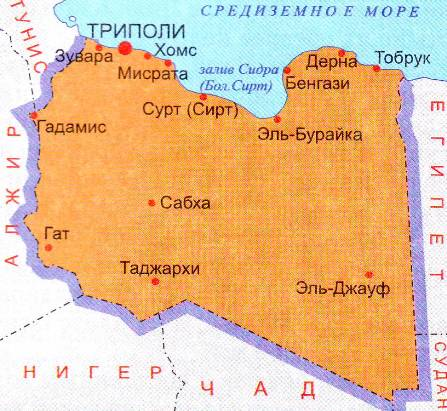 СРЕДИЗЕМНОЕ МОРЕ
ТУНИС
ТРИПОЛИ
Зувара
Хомс
Мисрата
залив Сидра
(Бол.Сирт)
Дерна
Тобрук
Бенгази
Сурт (Сирт)
Эль-Бурайка
Гадамис
АЛЖИР
ЕГИПЕТ
Сабха
Гат
Таджархи
Эль-Джауф
НИГЕР
ЧАД
СУДАН